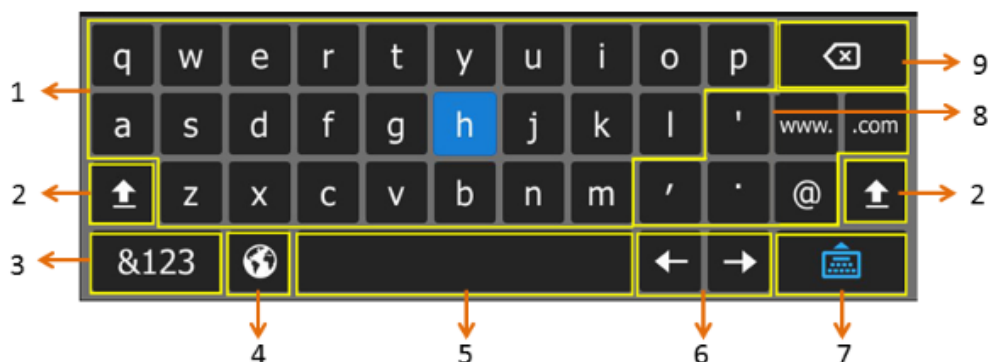 q w e r t y u i o p 9
1 a s d f g h j k l ' www. .com 8
2 z x c v b n m , . @ 2
3 &123
4 5 6 7